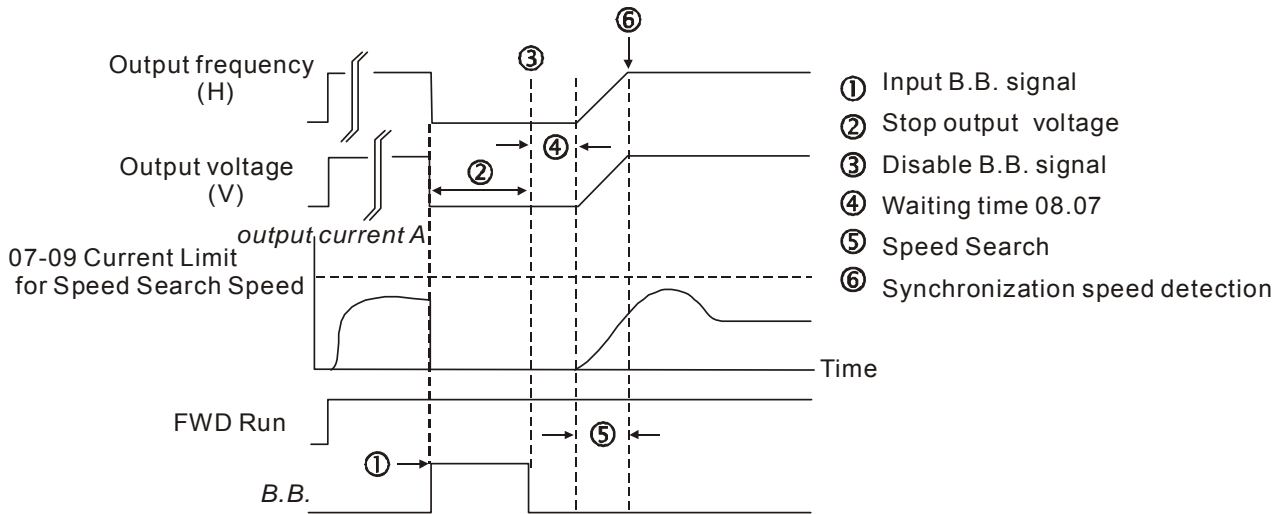 ⑥
Output frequency
(H)
③
① Input B.B. signal
② Stop output voltage
③ Disable B.B. signal
④ Waiting time 08.07
⑤ Speed Search
⑥ Synchronization speed detection
④
Output voltage
(V)
②
output current A
07-09 Current Limit
for Speed Search Speed
Time
FWD Run
⑤
①
B.B.